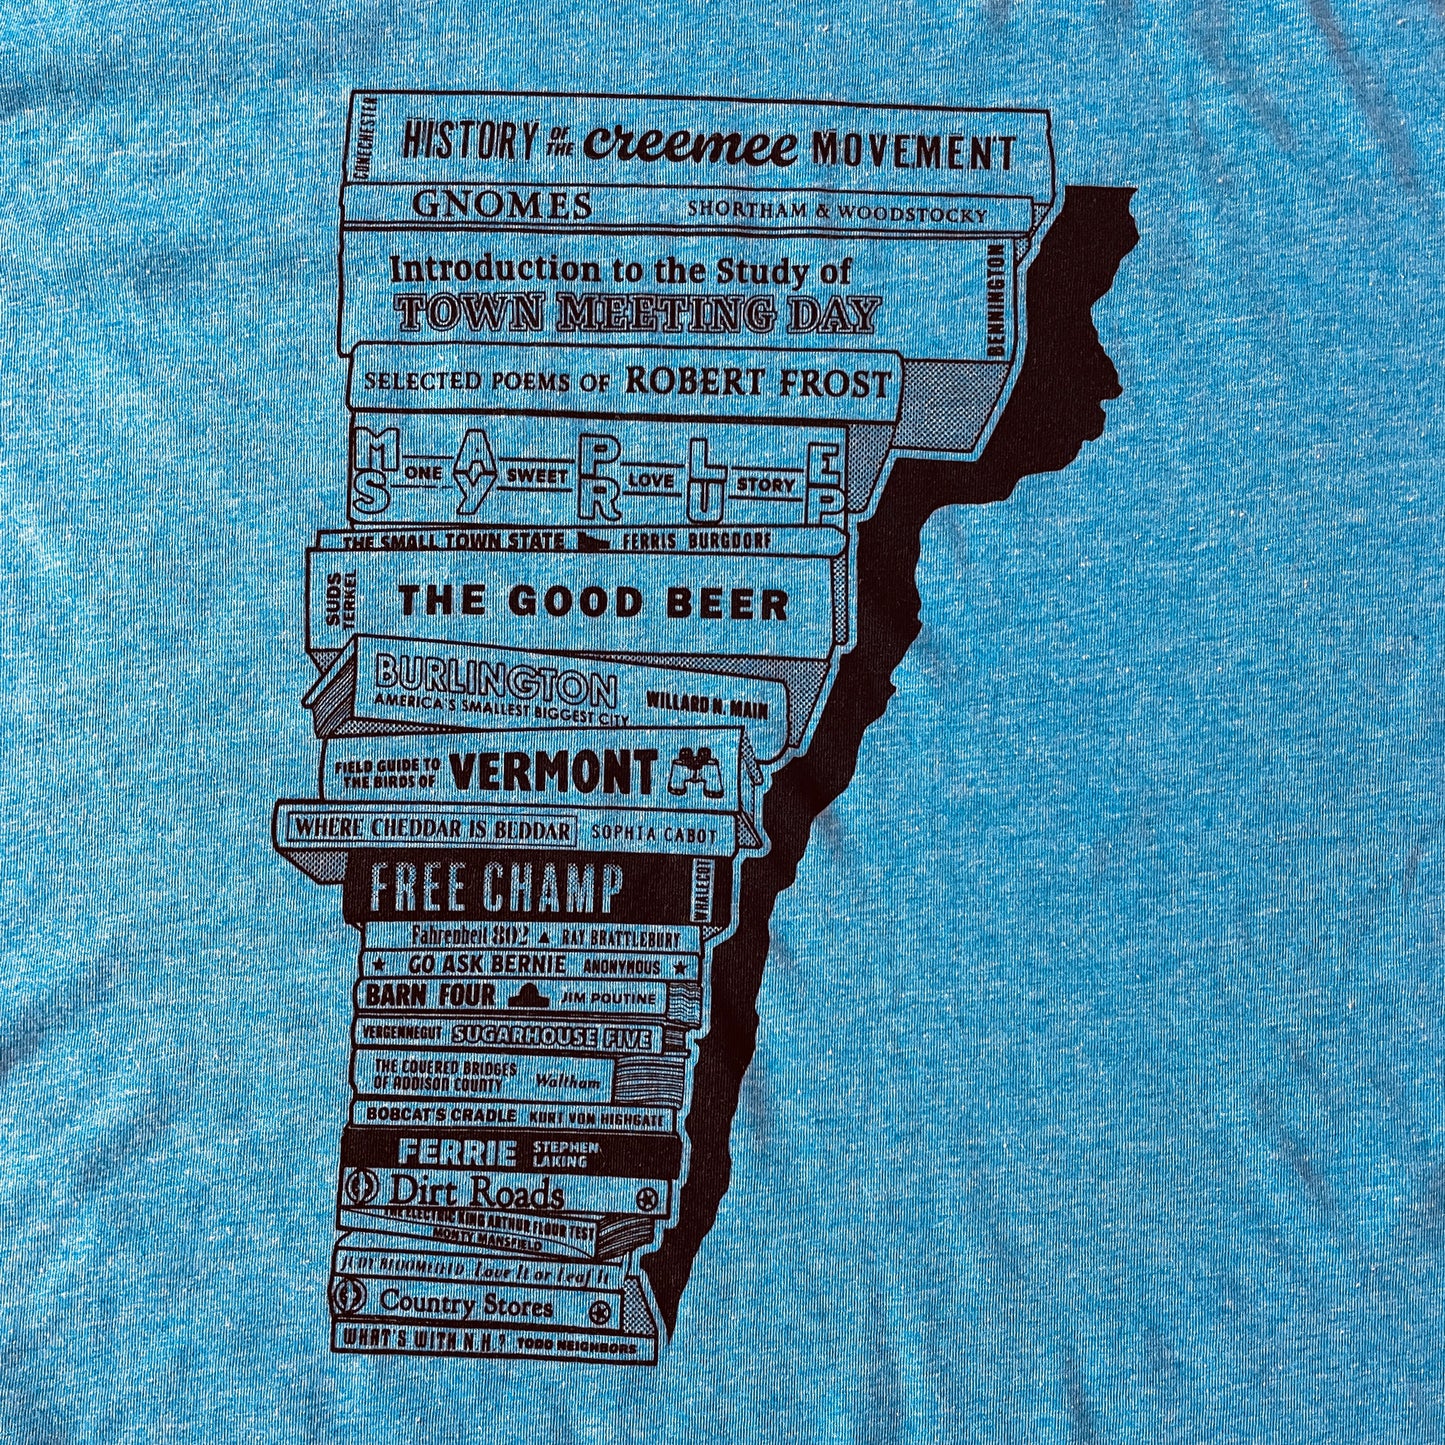 CONECHESTER
HISTORY OF THE creemee MOVEMENT
GNOMES SHORTHAM & WOODSTOCKY
Introduction to the Study of
TOWN MEETING DAY
BENNINGTON
SELECTED POEMS OF ROBERT FROST
MAPLE
ONE SWEET LOVE STORY
SYRUP
THE SMALL TOWN STATE FERRIS BURGDORF
SUDS
TERKEL
THE GOOD BEER
BURLINGTON
AMERICA'S SMALLEST BIGGEST CITY
WILLARD N. MAIN
FIELD GUIDE TO
THE BIRDS OF
VERMONT
WHERE CHEDDAR IS BEDDAR SOPHIA CABOT
FREE CHAMP
WHALECOT
Fahrenheit 802 RAY BRATTLEBURY
GO ASK BERNIE ANONYMOUS
BARN FOUR JIM POUTINE
VERGENNEGUT SUGARHOUSE FIVE
THE COVERED BRIDGES
OF ADDISON COUNTY
Waltham
BOBCAT'S CRADLE KURT VON HIGHGATE
FERRIE
STEPHEN
LAKING
Dirt Roads
THE ELECTRIC KING ARTHUR FLOUR TEST
MONTY MANSFIELD
JUDY BLOOMFIELD Love It or Leaf It
Country Stores
WHAT'S WITH N.H.? TODD NEIGHBORS